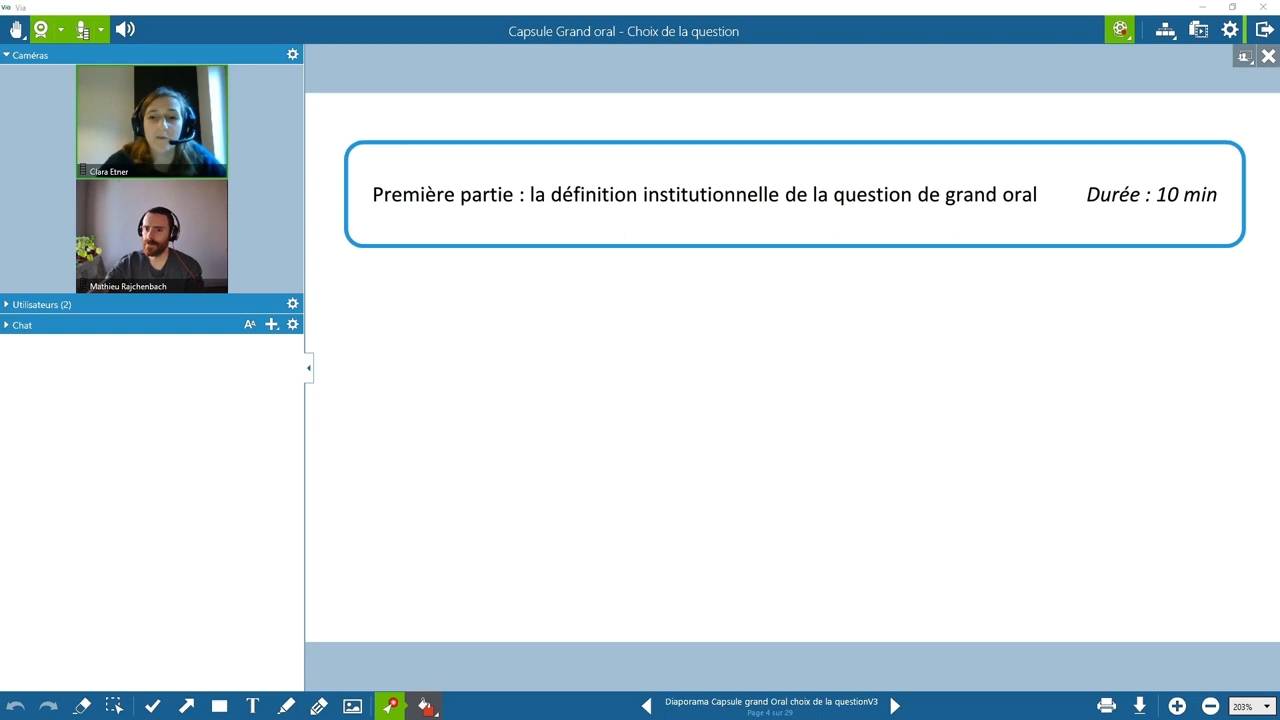 Via
Capsule Grand oral - Choix de la question
Caméras
Clara Etner
Mathieu Rajchenbach
Utilisateurs (2)
Chat
AA
Première partie : la définition institutionnelle de la question de grand oral Durée : 10 min
T
Diaporama Capsule grand Oral choix de la questionV3
Page 4 sur 29
203%